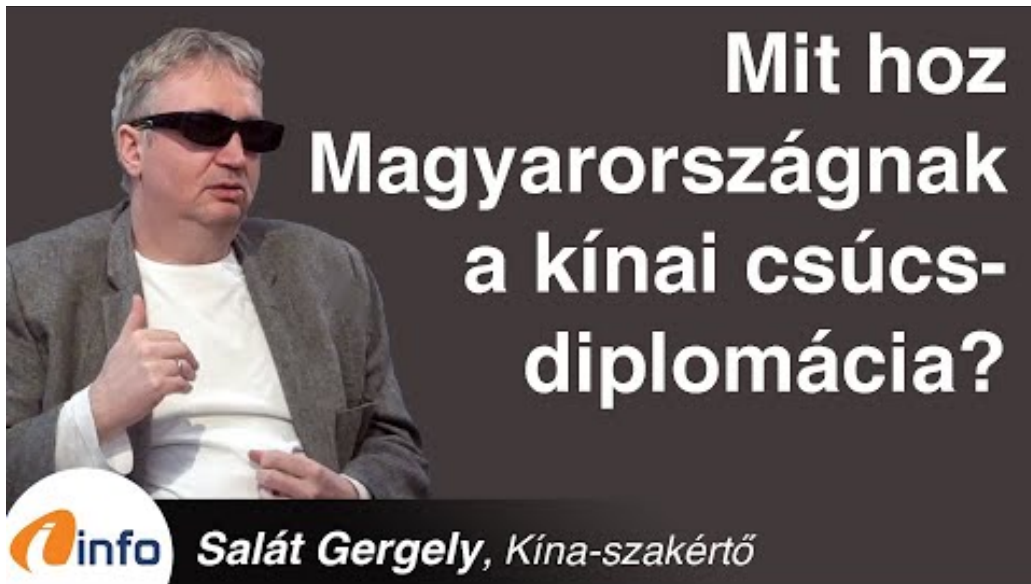 Mit hoz
Magyarországnak
a kínai csúcs-
diplomácia?
info
Salát Gergely, Kína-szakértő